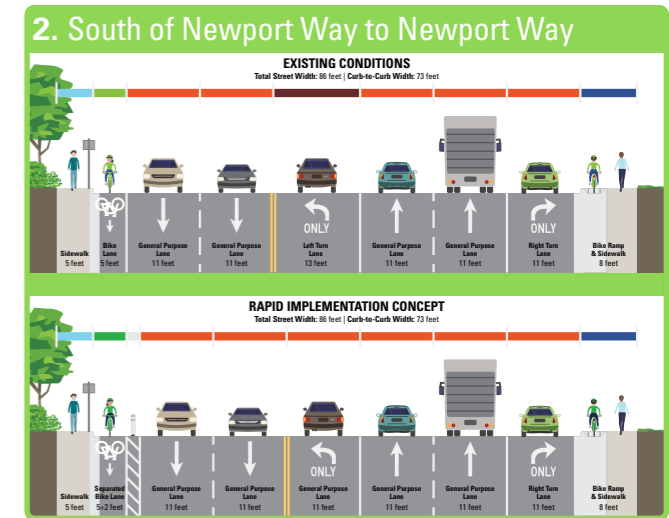 2. South of Newport Way to Newport Way
EXISTING CONDITIONS
Total Street Width: 86 feet | Curb-to-Curb Width: 73 feet
ONLY
ONLY
Sidewalk
5 feet
Bike
Lane
5 feet
General Purpose
Lane
11 feet
General Purpose
Lane
11 feet
Left Turn
Lane
13 feet
General Purpose
Lane
11 feet
General Purpose
Lane
11 feet
Right Turn
Lane
11 feet
Bike Ramp
& Sidewalk
8 feet
RAPID IMPLEMENTATION CONCEPT
Total Street Width: 86 feet | Curb-to-Curb Width: 73 feet
ONLY
ONLY
Sidewalk
5 feet
Separated
Bike Lane
5+2 feet
General Purpose
Lane
11 feet
General Purpose
Lane
11 feet
General Purpose
Lane
11 feet
General Purpose
Lane
11 feet
General Purpose
Lane
11 feet
Right Turn
Lane
11 feet
Bike Ramp
& Sidewalk
8 feet